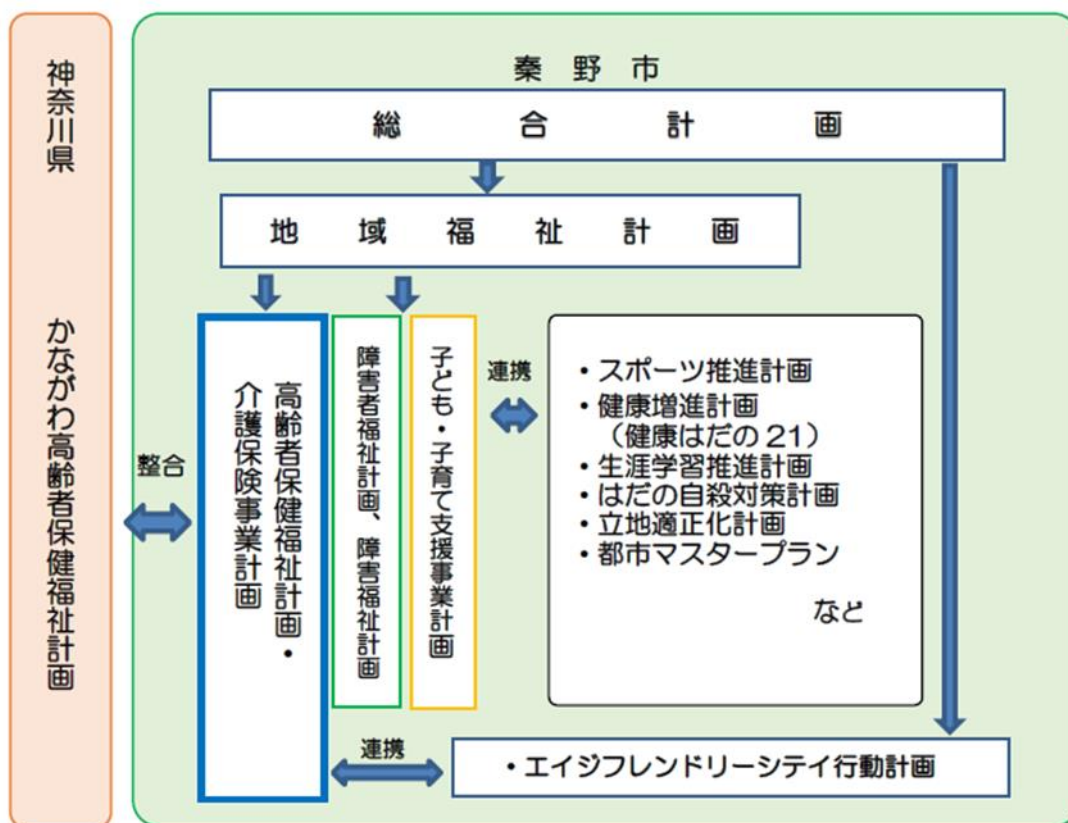 神奈川県 かながわ高齢者保健福祉計画
秦野市
総合計画
地域福祉計画
整合
高齢者保健福祉計画・
介護保険事業計画
障害者福祉計画、障害福祉計画
子ども・子育て支援事業計画
連携
・スポーツ推進計画
・健康増進計画
（健康はだの21）
・生涯学習推進計画
・はだの自殺対策計画
・立地適正化計画
・都市マスタープラン
など
連携
・エイジフレンドリーシテイ行動計画